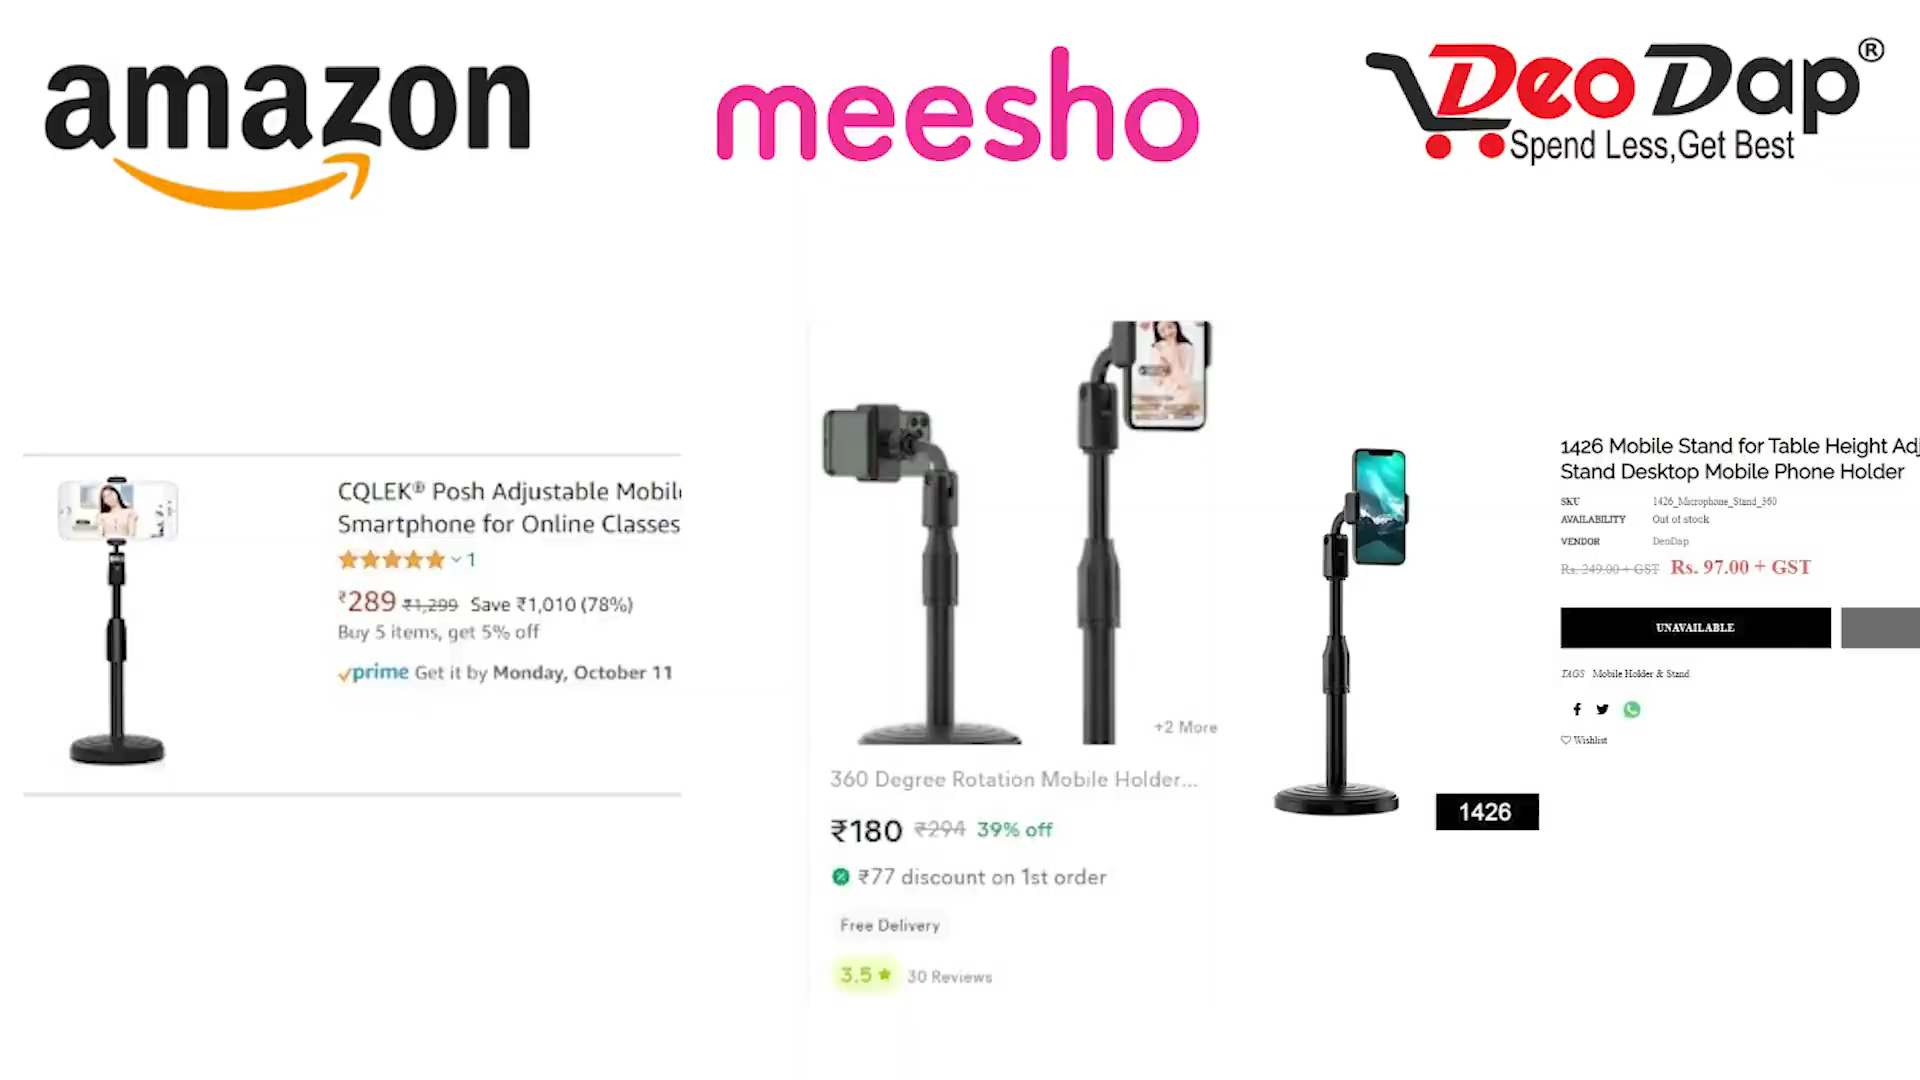 amazon
meesho
DeoDap®
Spend Less,Get Best
CQLEK® Posh Adjustable Mobil
Smartphone for Online Classes
1
₹289 ₹1,299 Save ₹1,010 (78%)
Buy 5 items, get 5% off
prime Get it by Monday, October 11
+2 More
360 Degree Rotation Mobile Holder...
₹180 ₹294 39% off
₹77 discount on 1st order
Free Delivery
3.5 ★ 30 Reviews
1426
1426 Mobile Stand for Table Height Adj
Stand Desktop Mobile Phone Holder
SKU 1426_Microphone_Stand_360
AVAILABILITY Out of stock
VENDOR DeoDap
Rs. 249.00 + GST Rs. 97.00 + GST
UNAVAILABLE
TAGS Mobile Holder & Stand
Wishlist